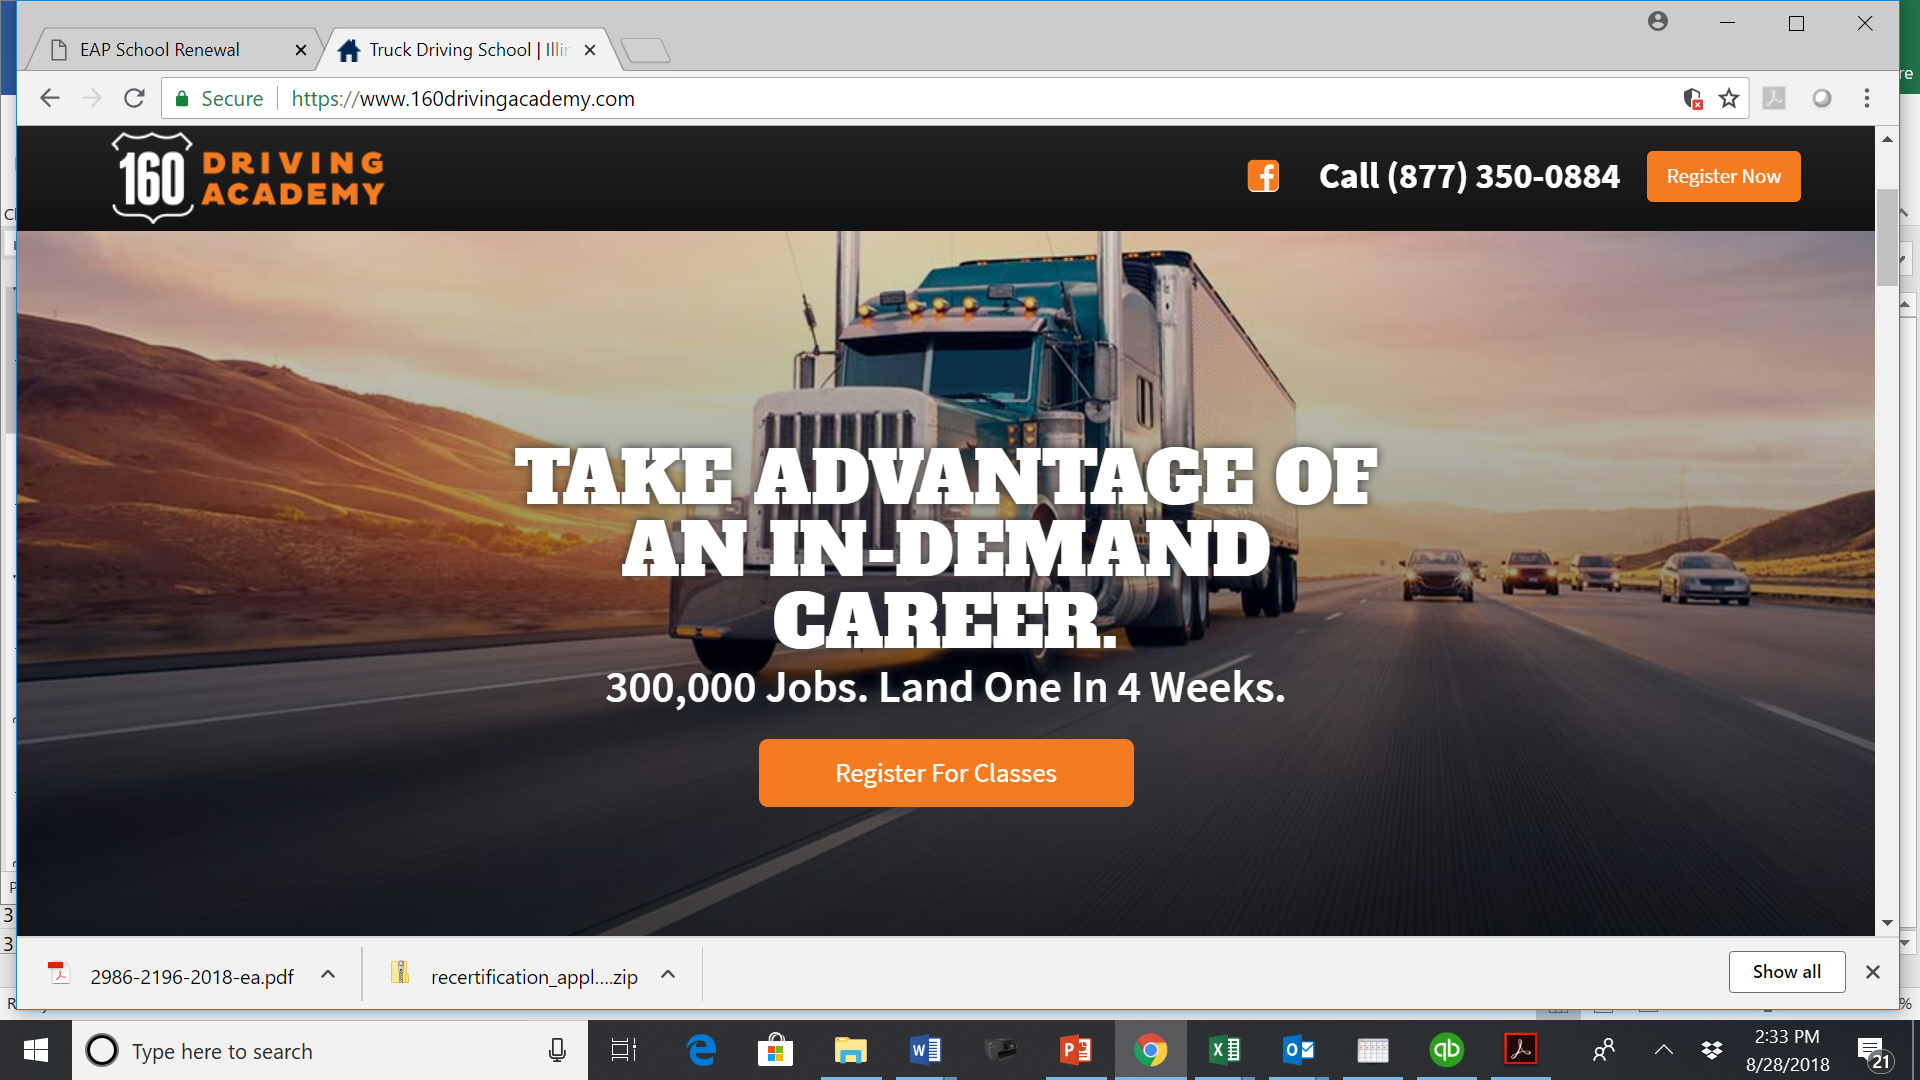 EAP School Renewal
Truck Driving School | Illin
Secure
https://www.160drivingacademy.com
160 DRIVING ACADEMY
Call (877) 350-0884
Register Now
TAKE ADVANTAGE OF
AN IN-DEMAND
CAREER.
300,000 Jobs. Land One In 4 Weeks.
Register For Classes
2986-2196-2018-ea.pdf
recertification_appl....zip
Show all
Type here to search
2:33 PM
8/28/2018
21